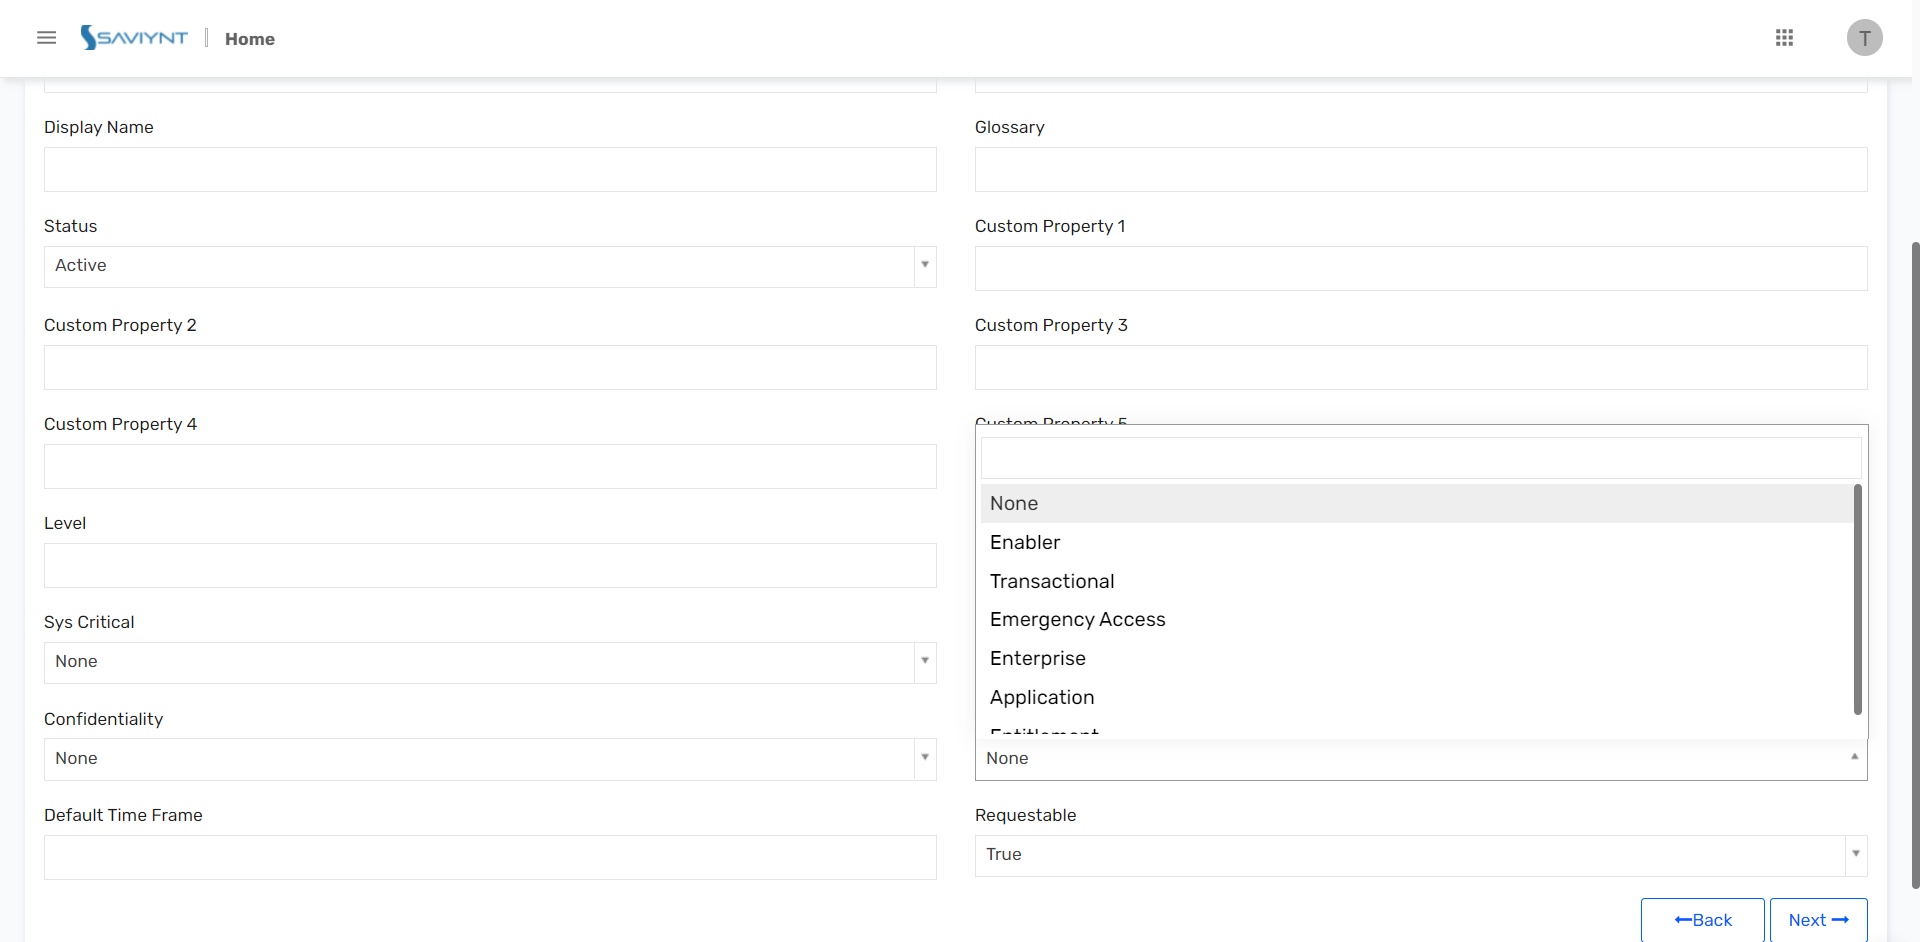 SAVIYNT
Home
T
Display Name
Glossary
Status
Active
Custom Property 1
Custom Property 2
Custom Property 3
Custom Property 4
Custom Property 5
None
Enabler
Transactional
Emergency Access
Enterprise
Application
Entitlement
Level
Sys Critical
None
Confidentiality
None
None
Default Time Frame
Requestable
True
Back
Next